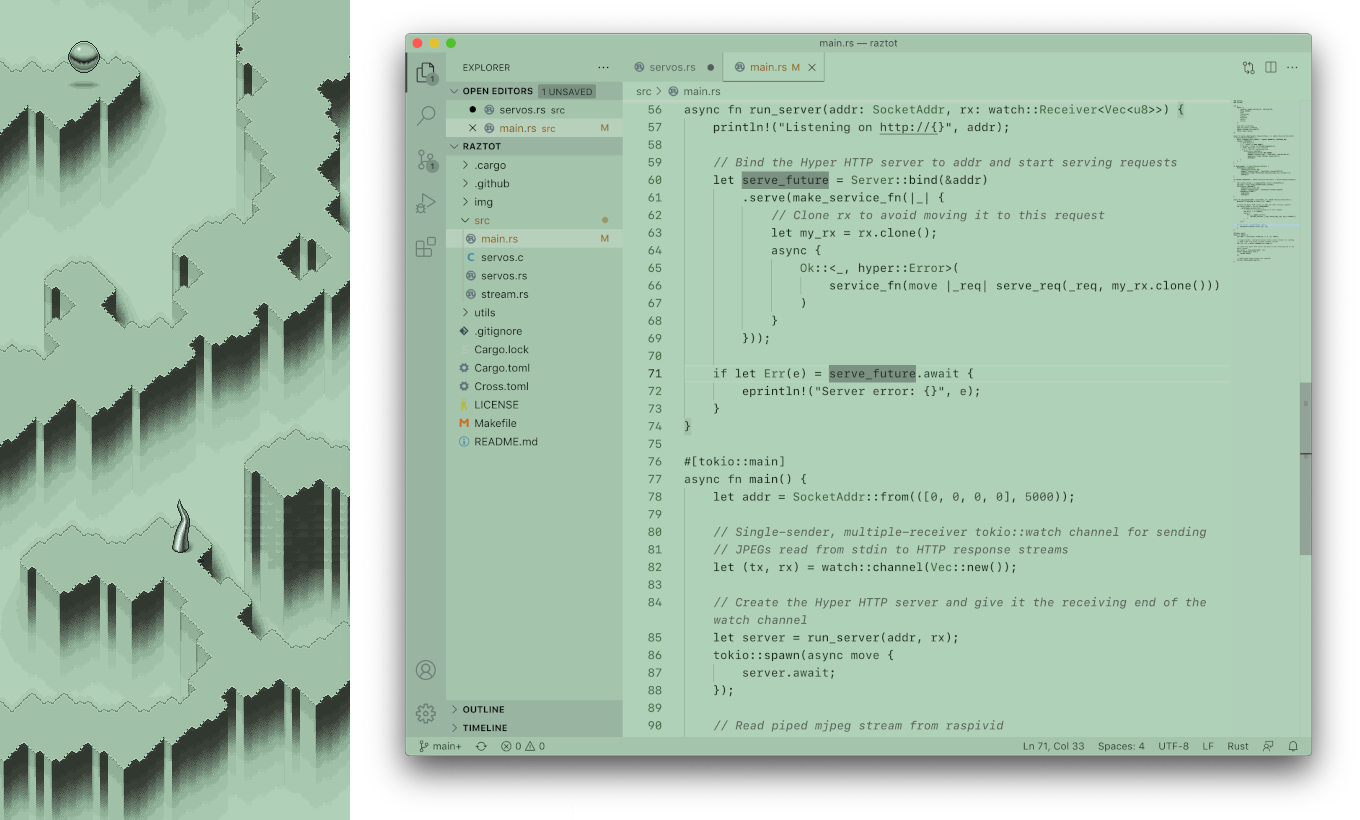 main.rs — raztot
EXPLORER
OPEN EDITORS 1 UNSAVED
servos.rs src
main.rs src M
RAZTOT
.cargo
.github
img
src
main.rs M
servos.c
servos.rs
stream.rs
utils
.gitignore
Cargo.lock
Cargo.toml
Cross.toml
LICENSE
Makefile
README.md
OUTLINE
TIMELINE
1
1
servos.rs
main.rs M
src > main.rs
56 async fn run_server(addr: SocketAddr, rx: watch::Receiver<Vec<u8>>) {
57 println!("Listening on http://{}", addr);
58
59 // Bind the Hyper HTTP server to addr and start serving requests
60 let serve_future = Server::bind(&addr)
61 .serve(make_service_fn(|_| {
62 // Clone rx to avoid moving it to this request
63 let my_rx = rx.clone();
64 async {
65 Ok::<_, hyper::Error>(
66 service_fn(move |_req| serve_req(_req, my_rx.clone()))
67 )
68 }
69 }));
70
71 if let Err(e) = serve_future.await {
72 eprintln!("Server error: {}", e);
73 }
74 }
75
76 #[tokio::main]
77 async fn main() {
78 let addr = SocketAddr::from(([0, 0, 0, 0], 5000));
79
80 // Single-sender, multiple-receiver tokio::watch channel for sending
81 // JPEGs read from stdin to HTTP response streams
82 let (tx, rx) = watch::channel(Vec::new());
83
84 // Create the Hyper HTTP server and give it the receiving end of the
watch channel
85 let server = run_server(addr, rx);
86 tokio::spawn(async move {
87 server.await;
88 });
89
90 // Read piped mjpeg stream from raspivid
main+ 0 0
Ln 71, Col 33 Spaces: 4 UTF-8 LF Rust